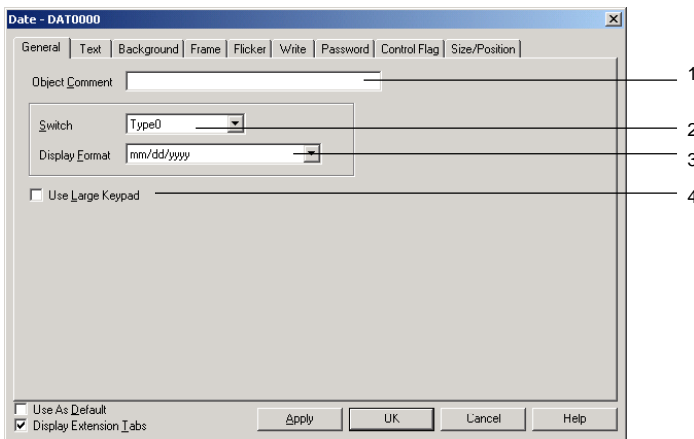 Date - DAT0000
General Text Background Frame Flicker Write Password Control Flag Size/Position
Object Comment 1
Switch Type0 2
Display Format mm/dd/yyyy 3
Use Large Keypad 4
Use As Default
Display Extension Tabs Apply OK Cancel Help